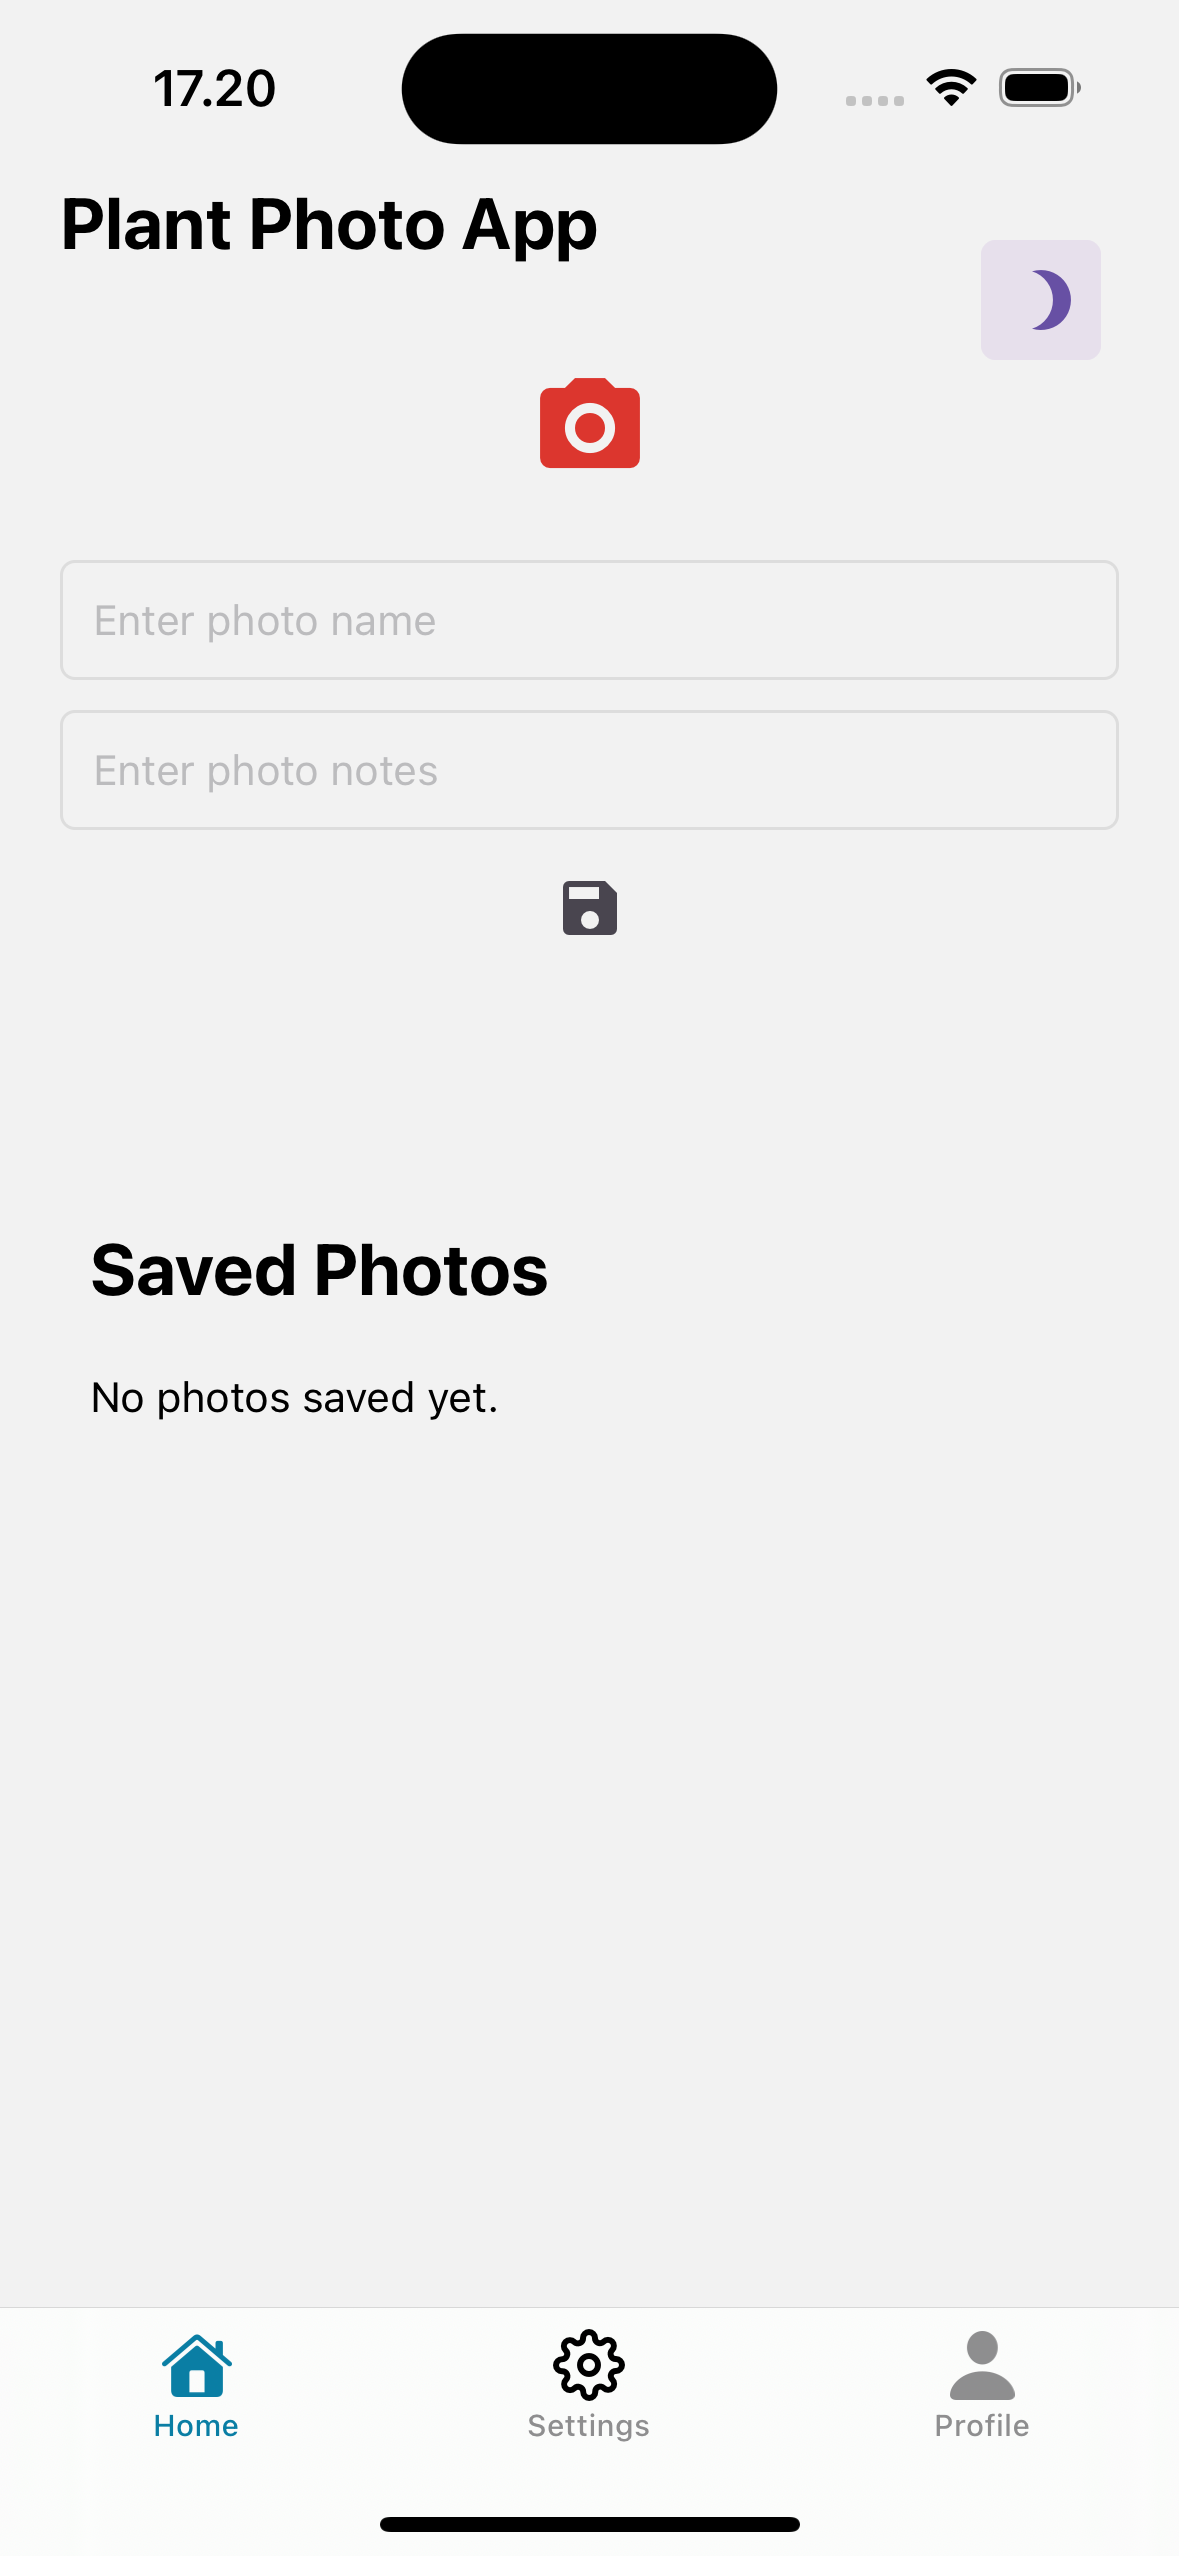 17.20
Plant Photo App
Enter photo name
Enter photo notes
Saved Photos
No photos saved yet.
Home
Settings
Profile